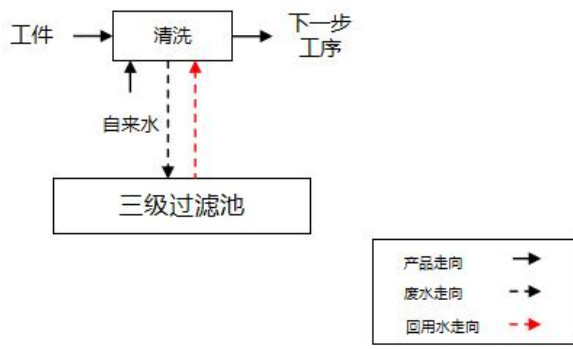 工件
清洗
下一步
工序
自来水
三级过滤池
产品走向
废水走向
回用水走向